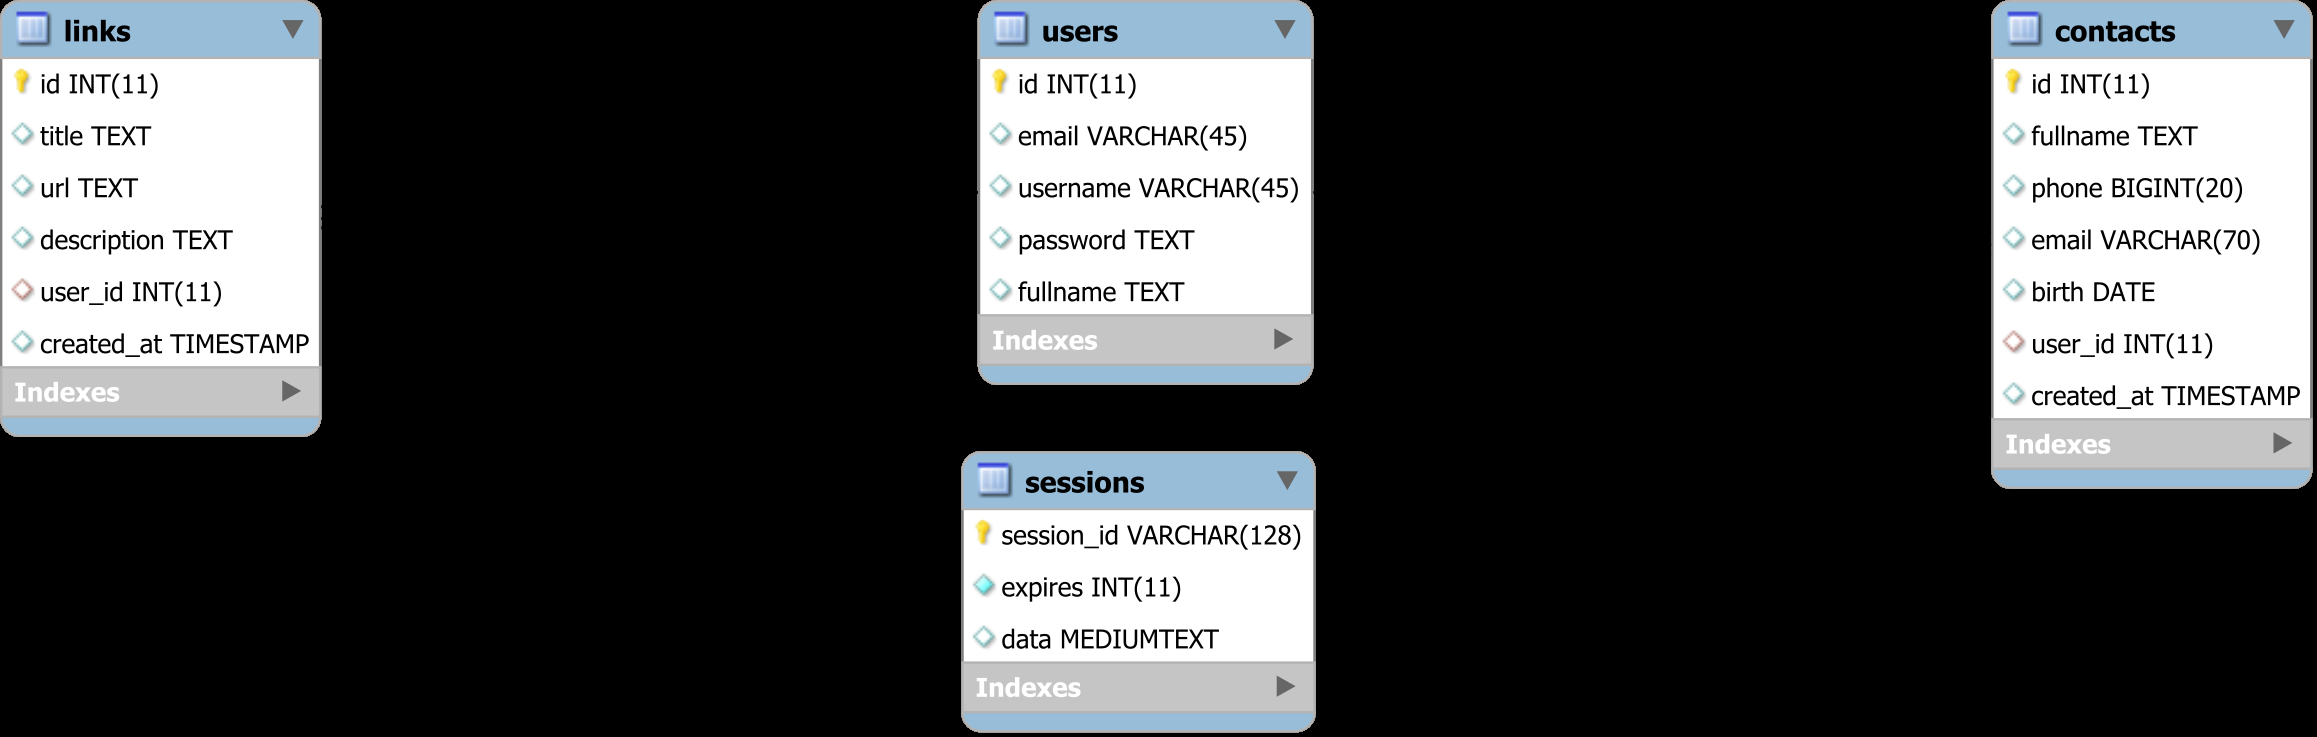 links
id INT(11)
title TEXT
url TEXT
description TEXT
user_id INT(11)
created_at TIMESTAMP
Indexes
users
id INT(11)
email VARCHAR(45)
username VARCHAR(45)
password TEXT
fullname TEXT
Indexes
sessions
session_id VARCHAR(128)
expires INT(11)
data MEDIUMTEXT
Indexes
contacts
id INT(11)
fullname TEXT
phone BIGINT(20)
email VARCHAR(70)
birth DATE
user_id INT(11)
created_at TIMESTAMP
Indexes